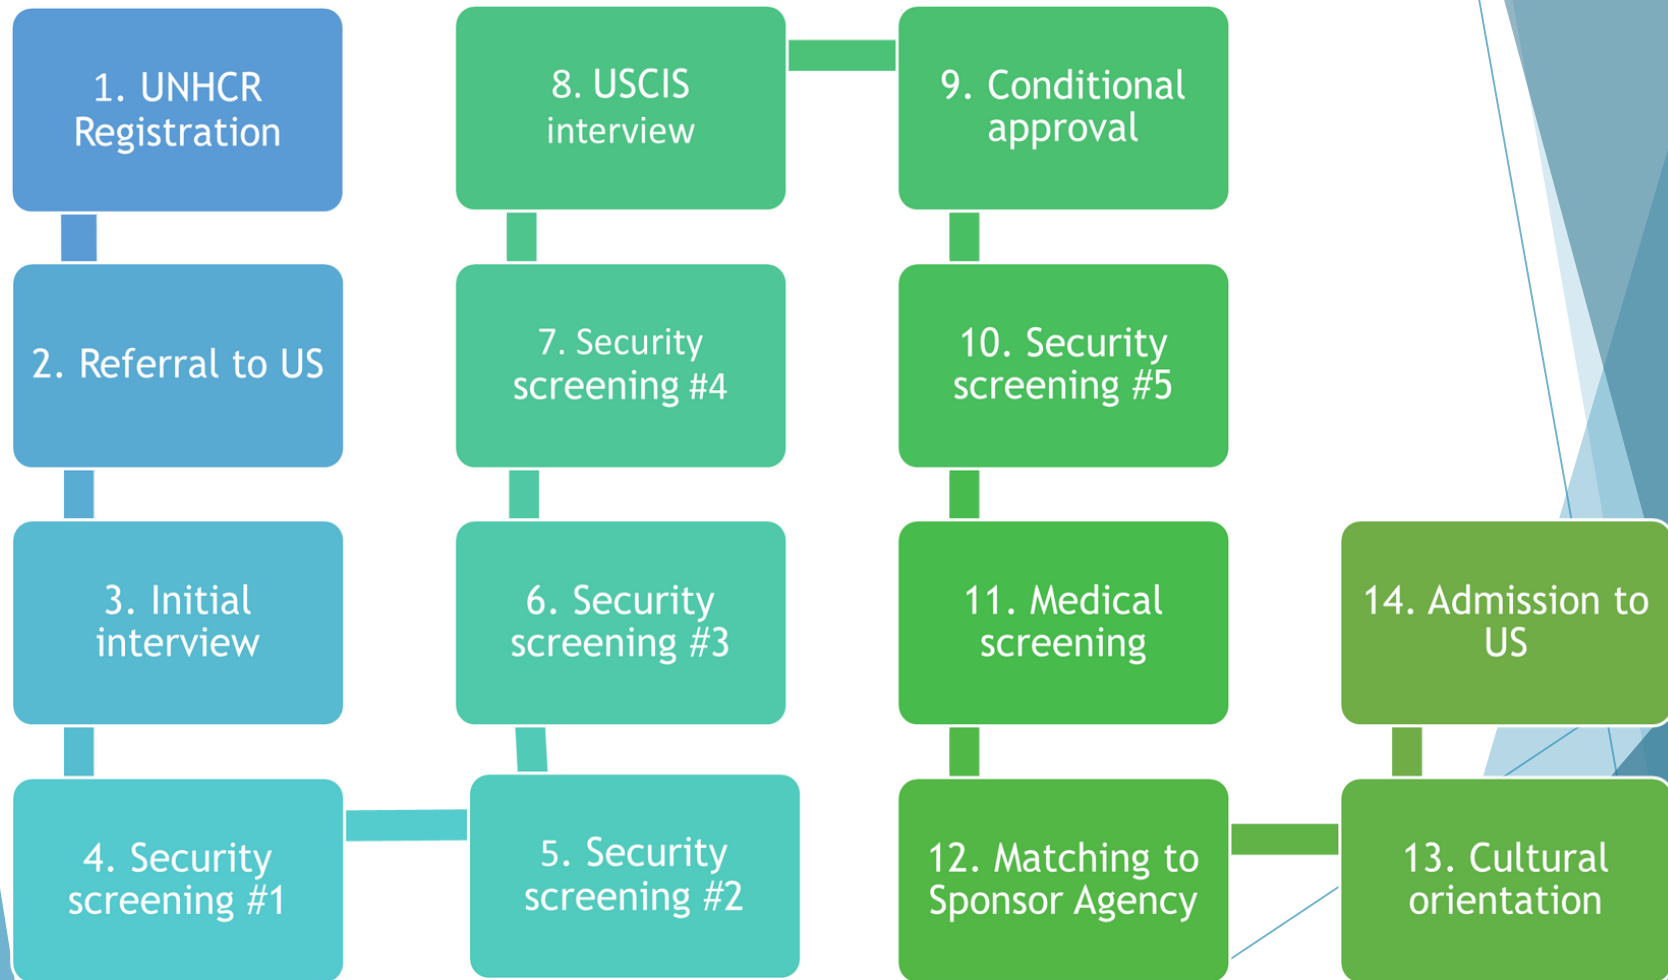 1. UNHCR
Registration
2. Referral to US
3. Initial
interview
4. Security
screening #1
5. Security
screening #2
6. Security
screening #3
7. Security
screening #4
8. USCIS
interview
9. Conditional
approval
10. Security
screening #5
11. Medical
screening
12. Matching to
Sponsor Agency
13. Cultural
orientation
14. Admission to
US